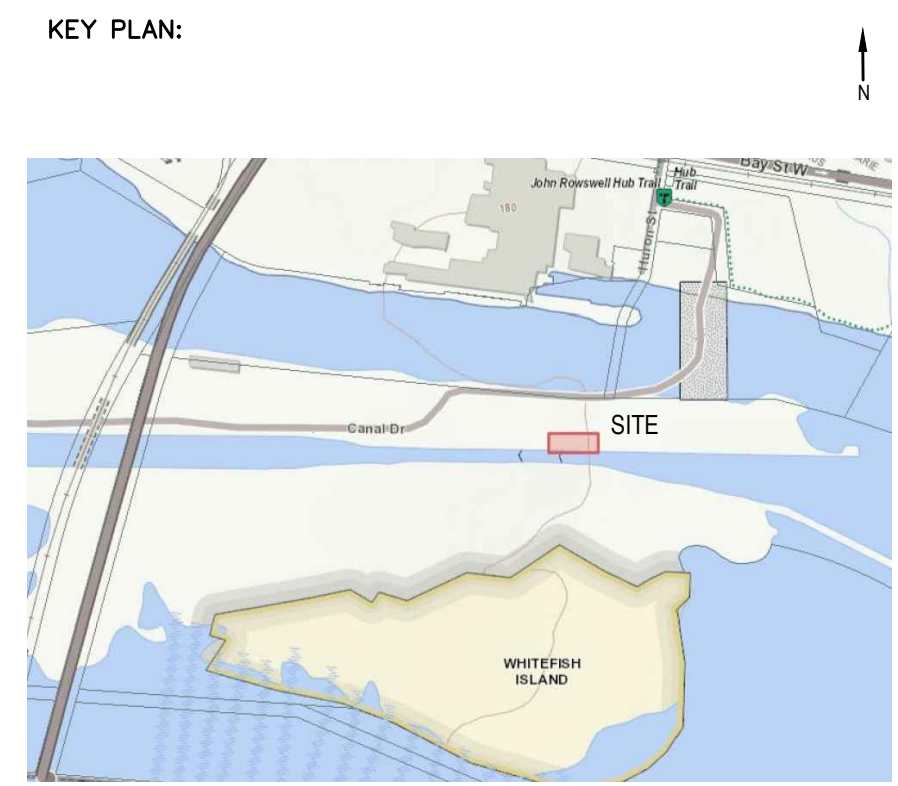 KEY PLAN:
N
Bay St W
Hub
Trail
John Rowswell Hub Trail
180
Huron St
SITE
Canal Dr
WHITEFISH
ISLAND